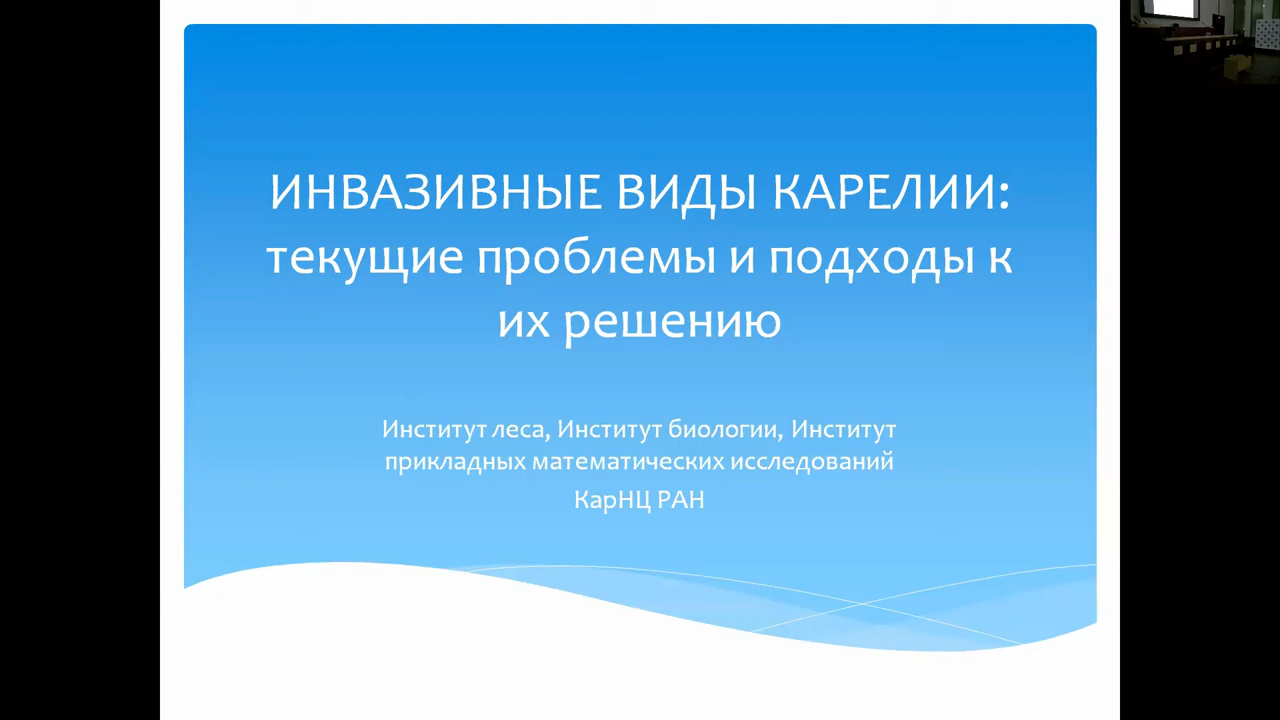 ИНВАЗИВНЫЕ ВИДЫ КАРЕЛИИ:
текущие проблемы и подходы к
их решению
Институт леса, Институт биологии, Институт
прикладных математических исследований
КарНЦ РАН